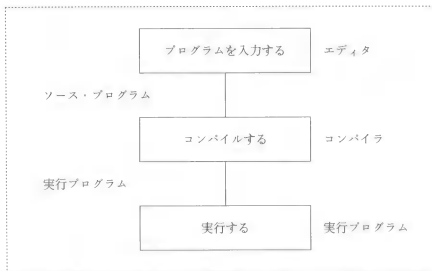 プログラムを入力する エディタ
ソース・プログラム
コンパイルする コンパイラ
実行プログラム
実行する 実行プログラム